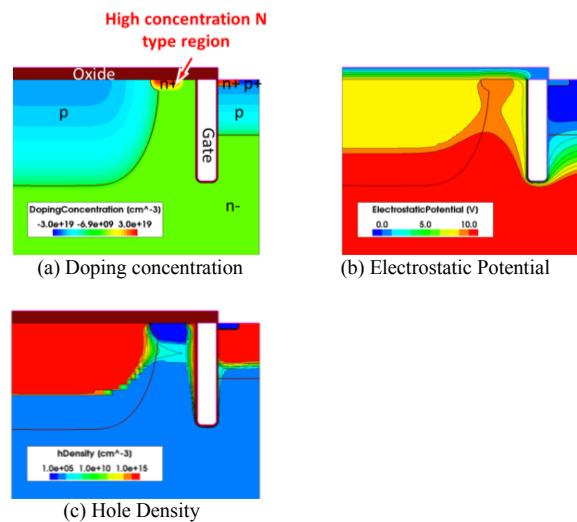 High concentration N
type region
Oxide
n+
n+ p+
p
p
Gate
n-
DopingConcentration (cm^-3)
-3.0e+19 -6.9e+09 3.0e+19
(a) Doping concentration
ElectrostaticPotential (V)
0.0 5.0 10.0
(b) Electrostatic Potential
hDensity (cm^-3)
1.0e+05 1.0e+10 1.0e+15
(c) Hole Density